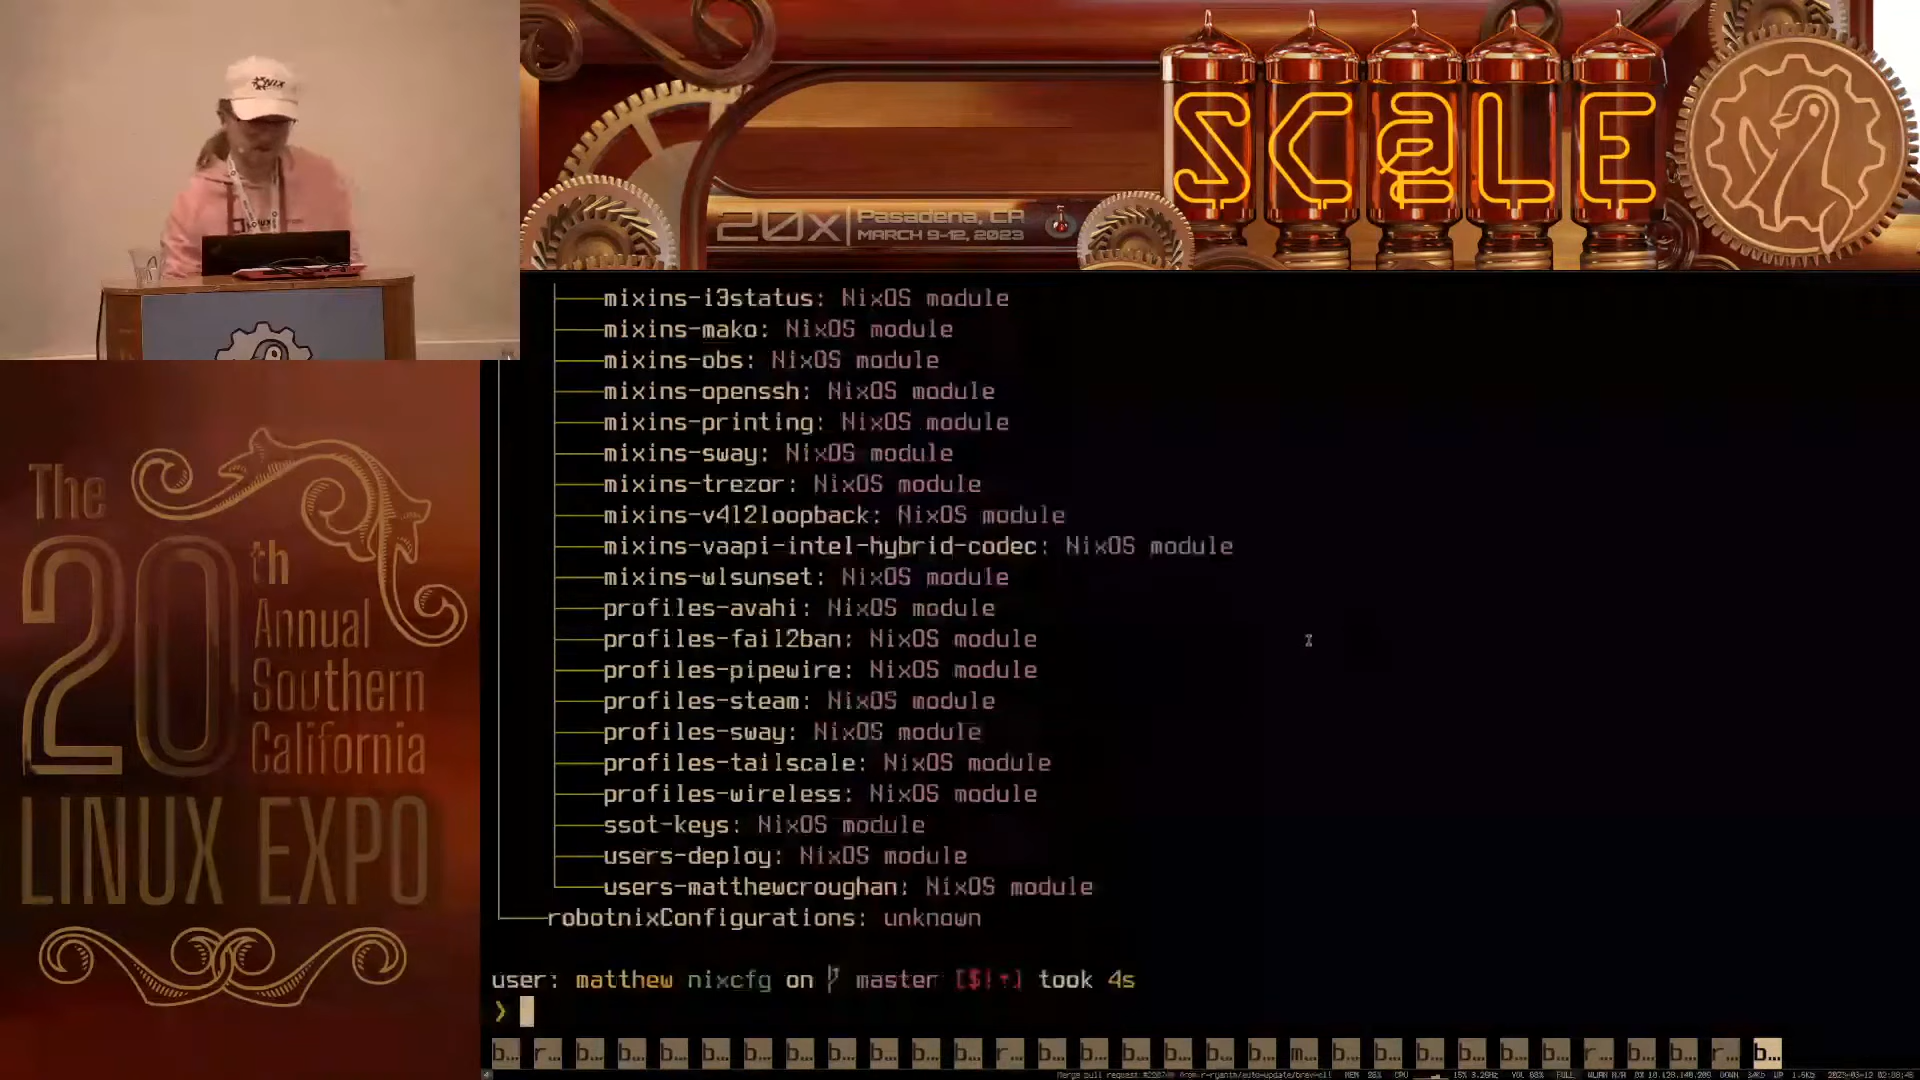 NIX
SCALE
20x
Pasadena, CA
MARCH 9-12, 2023
The
20th
Annual
Southern
California
LINUX EXPO
mixins-i3status: NixOS module
mixins-mako: NixOS module
mixins-obs: NixOS module
mixins-openssh: NixOS module
mixins-printing: NixOS module
mixins-sway: NixOS module
mixins-trezor: NixOS module
mixins-v4l2loopback: NixOS module
mixins-vaapi-intel-hybrid-codec: NixOS module
mixins-wlsunset: NixOS module
profiles-avahi: NixOS module
profiles-fail2ban: NixOS module
profiles-pipewire: NixOS module
profiles-steam: NixOS module
profiles-sway: NixOS module
profiles-tailscale: NixOS module
profiles-wireless: NixOS module
ssot-keys: NixOS module
users-deploy: NixOS module
users-matthewcroughan: NixOS module
robotnixConfigurations: unknown
user: matthew nixcfg on master [$!⇡] took 4s
❯
b… r… b… b… b… b… b… b… b… b… b… b… r… b… b… b… b… b… b… m… b… b… b… b… b… b… r… b… b… r… b…